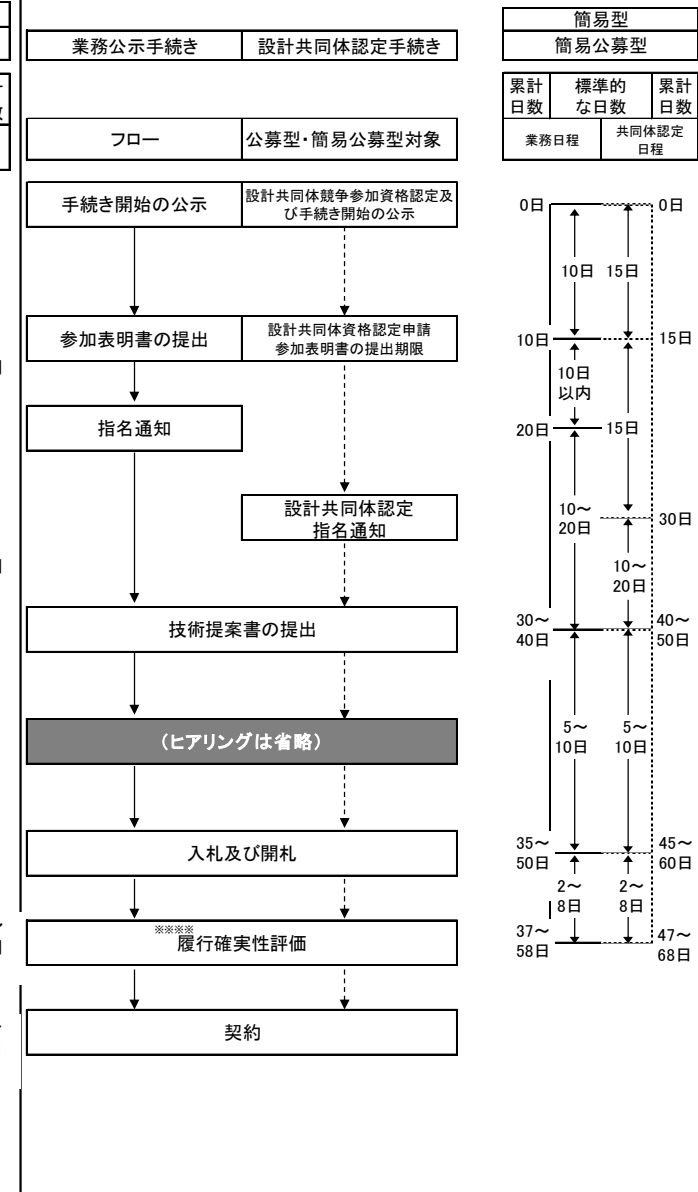 業務公示手続き 設計共同体認定手続き
フロー 公募型・簡易公募型対象
手続き開始の公示
設計共同体競争参加資格認定及
び手続き開始の公示
参加表明書の提出
設計共同体資格認定申請
参加表明書の提出期限
指名通知
設計共同体認定
指名通知
技術提案書の提出
(ヒアリングは省略)
入札及び開札
※※※※
履行確実性評価
契約
簡易型
簡易公募型
累計
日数
標準的
な日数
累計
日数
業務日程
共同体認定
日程
0日 0日
10日 15日
10日 15日
10日
以内
20日 15日
10~
20日
30日
10~
20日
30~
40日
40~
50日
5~
10日
5~
10日
35~
50日
45~
60日
2~
8日
2~
8日
37~
58日
47~
68日